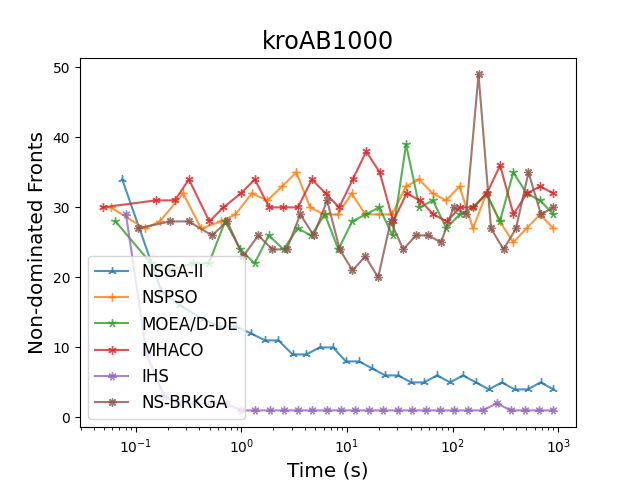 kroAB1000
Non-dominated Fronts
50
40
30
20
10
0
NSGA-II
NSPSO
MOEA/D-DE
MHACO
IHS
NS-BRKGA
10⁻¹
10⁰
10¹
10²
10³
Time (s)